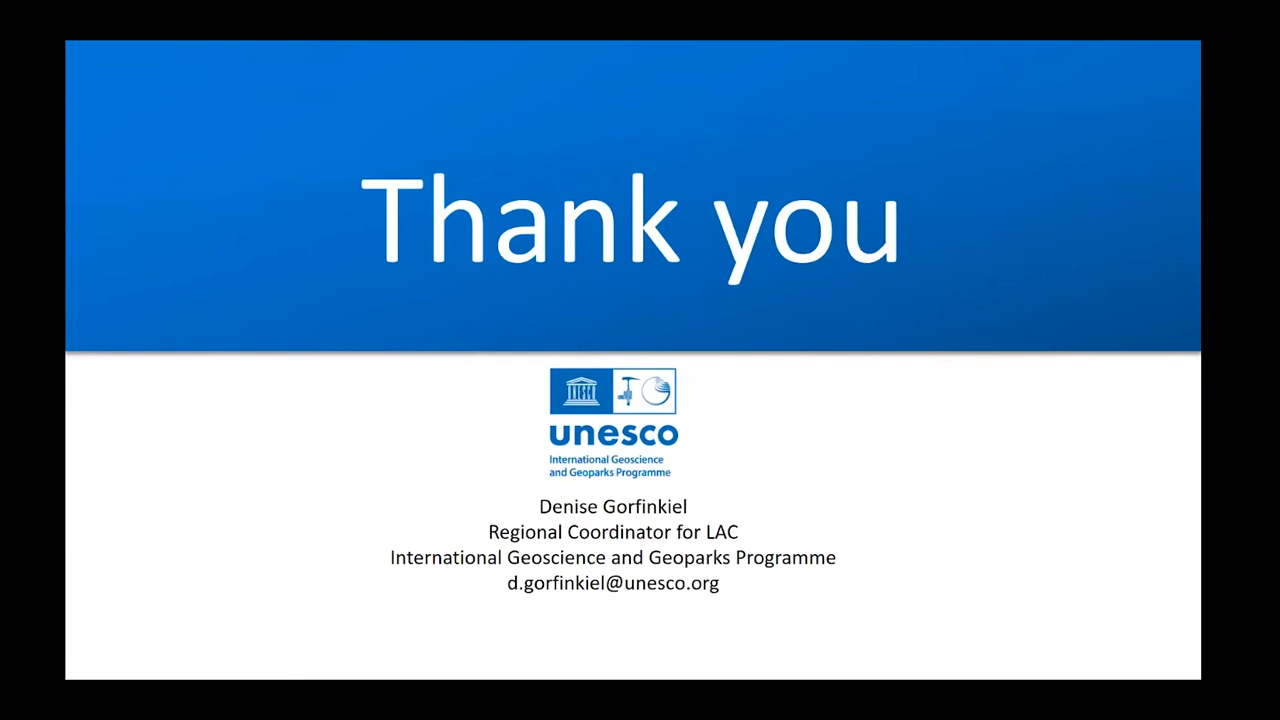 Thank you
unesco
International Geoscience
and Geoparks Programme
Denise Gorfinkiel
Regional Coordinator for LAC
International Geoscience and Geoparks Programme
d.gorfinkiel@unesco.org